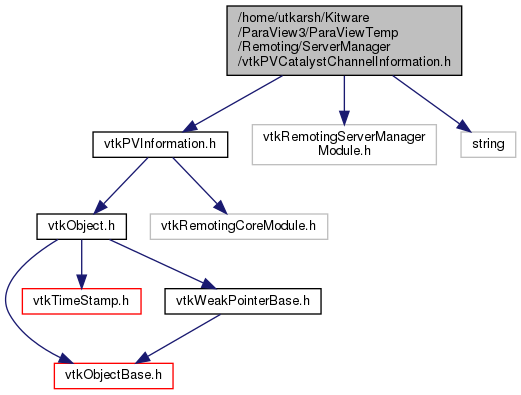 /home/utkarsh/Kitware
/ParaView3/ParaViewTemp
/Remoting/ServerManager
/vtkPVCatalystChannelInformation.h
vtkPVInformation.h
vtkRemotingServerManager
Module.h
string
vtkObject.h
vtkRemotingCoreModule.h
vtkTimeStamp.h
vtkWeakPointerBase.h
vtkObjectBase.h